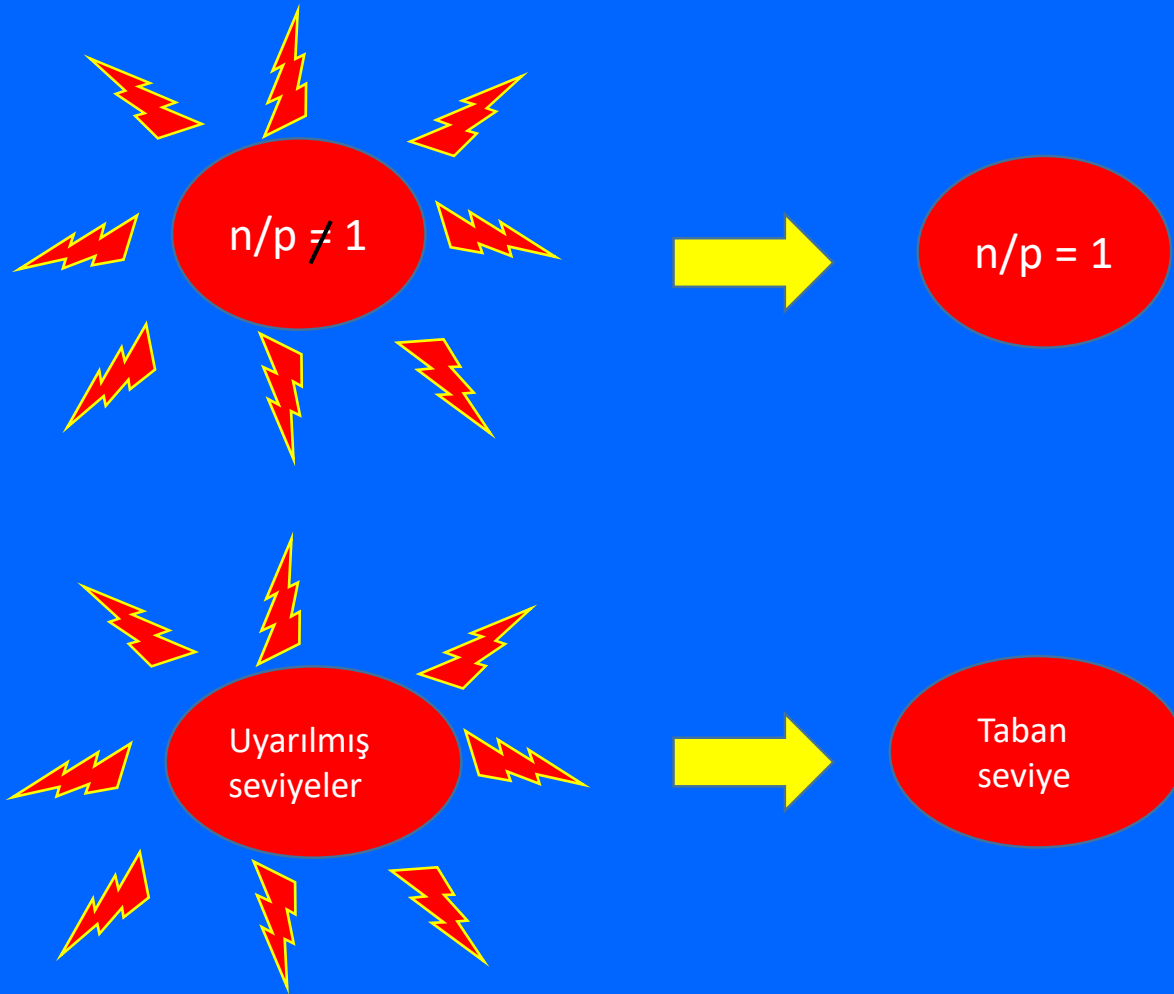 n/p ≠ 1
n/p = 1
Uyarılmış
seviyeler
Taban
seviye